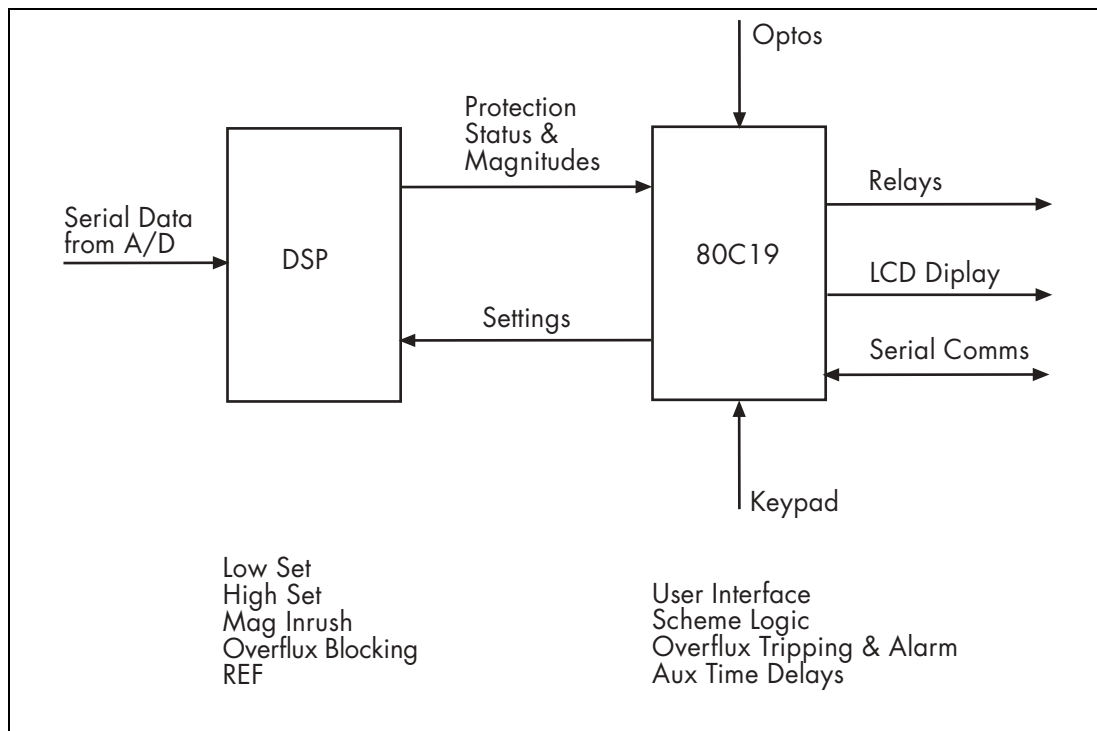 Optos
Protection
Status &
Magnitudes
Relays
Serial Data
from A/D
DSP
80C19
LCD Diplay
Settings
Serial Comms
Keypad
Low Set
High Set
Mag Inrush
Overflux Blocking
REF
User Interface
Scheme Logic
Overflux Tripping & Alarm
Aux Time Delays